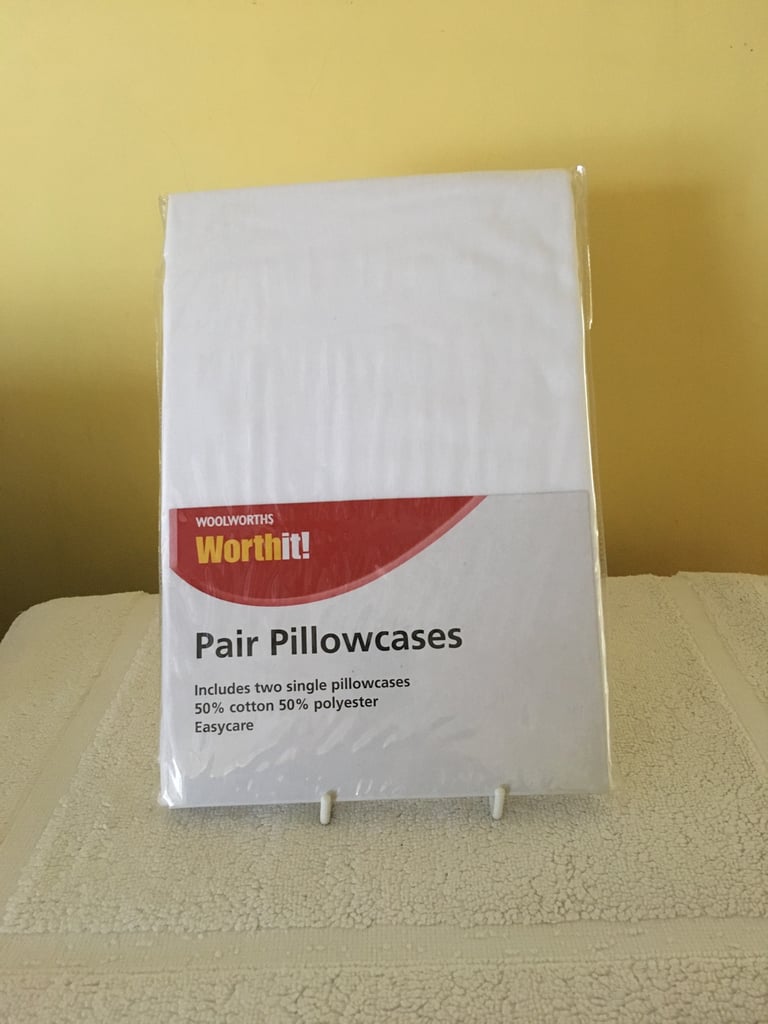 WOOLWORTHS
Worthit!
Pair Pillowcases
Includes two single pillowcases
50% cotton 50% polyester
Easycare